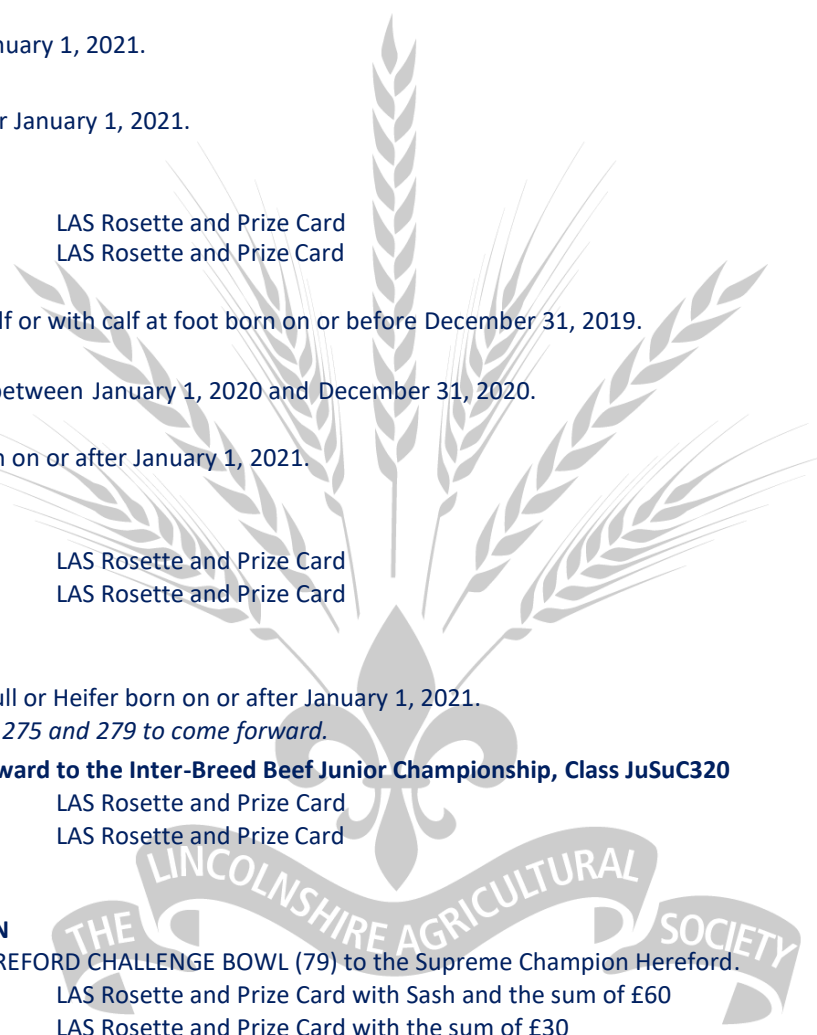 nuary 1, 2021.
r January 1, 2021.
LAS Rosette and Prize Card
LAS Rosette and Prize Card
lf or with calf at foot born on or before December 31, 2019.
between January 1, 2020 and December 31, 2020.
n on or after January 1, 2021.
LAS Rosette and Prize Card
LAS Rosette and Prize Card
ull or Heifer born on or after January 1, 2021.
275 and 279 to come forward.
ward to the Inter-Breed Beef Junior Championship, Class JuSuC320
LAS Rosette and Prize Card
LAS Rosette and Prize Card
N
REFORD CHALLENGE BOWL (79) to the Supreme Champion Hereford.
LAS Rosette and Prize Card with Sash and the sum of £60
LAS Rosette and Prize Card with the sum of £30
THE LINCOLNSHIRE AGRICULTURAL SOCIETY